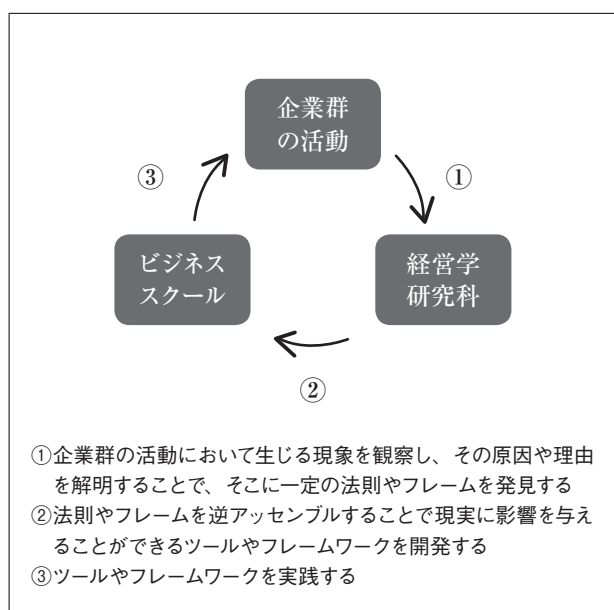 企業群
の活動
③
①
ビジネス
スクール
経営学
研究科
②
①企業群の活動において生じる現象を観察し、その原因や理由
を解明することで、そこに一定の法則やフレームを発見する
②法則やフレームを逆アッセンブルすることで現実に影響を与え
ることができるツールやフレームワークを開発する
③ツールやフレームワークを実践する